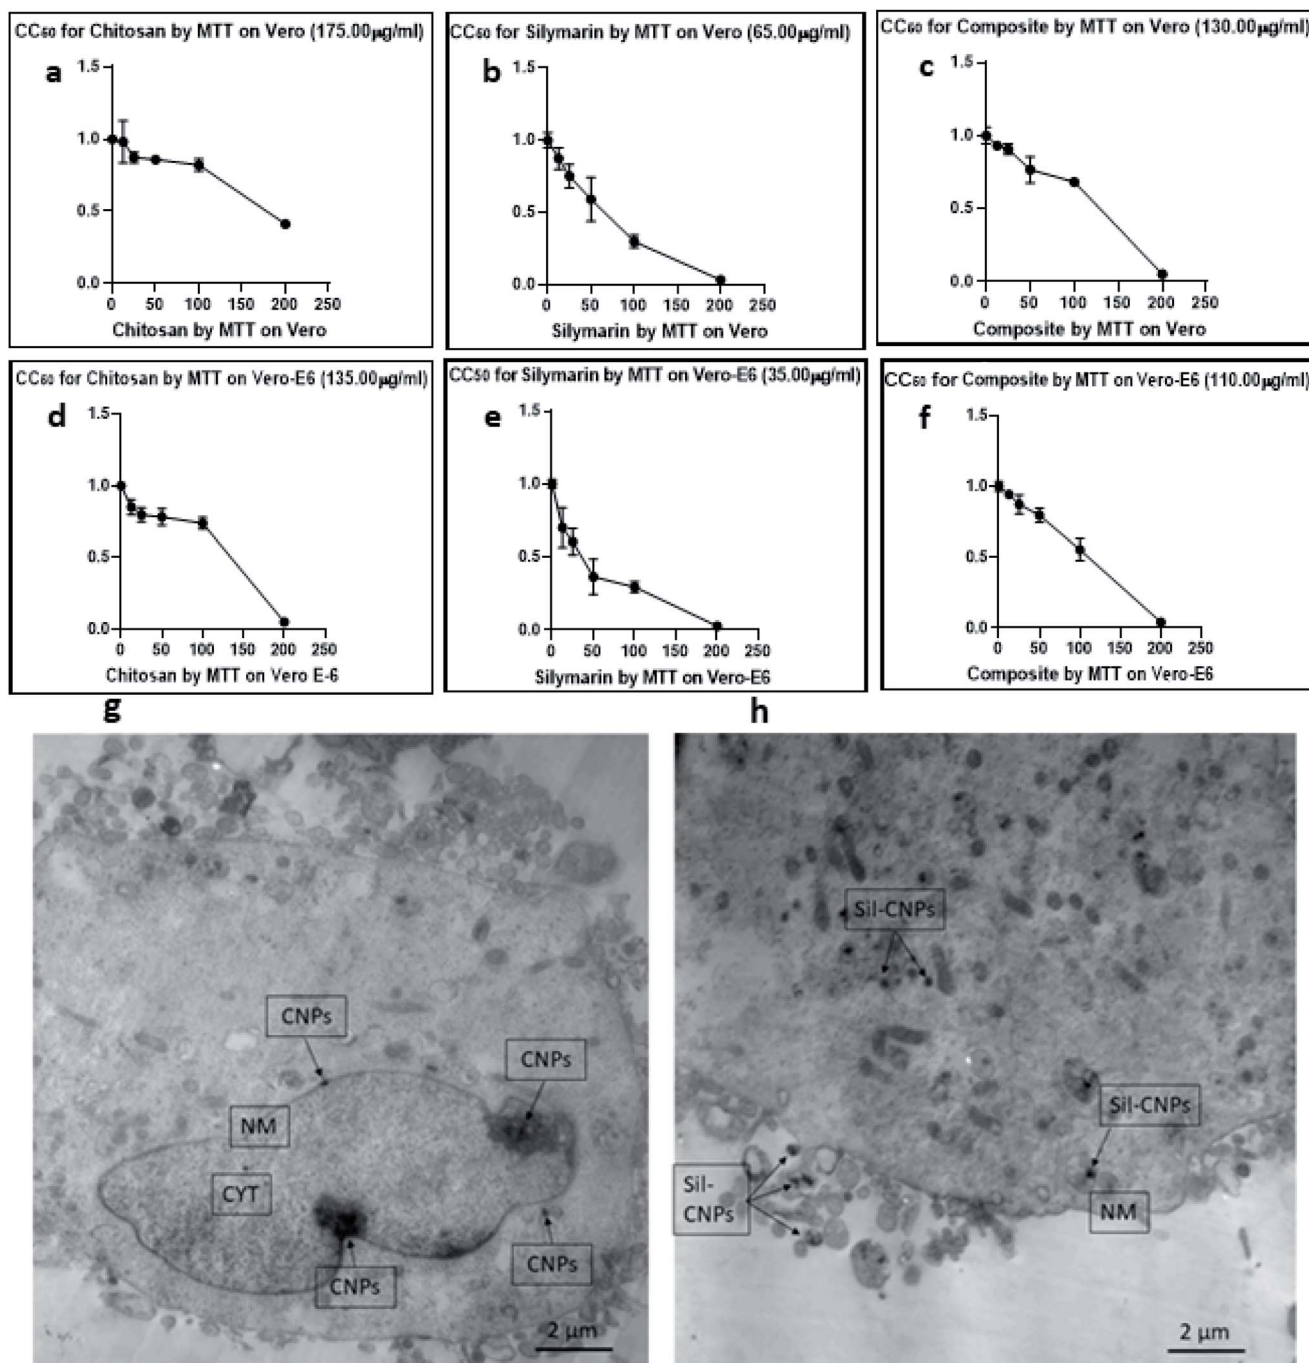 CC₅₀ for Chitosan by MTT on Vero (175.00µg/ml)
a
1.5
1.0
0.5
0.0
0 50 100 150 200 250
Chitosan by MTT on Vero
CC₅₀ for Silymarin by MTT on Vero (65.00µg/ml)
b
1.5
1.0
0.5
0.0
0 50 100 150 200 250
Silymarin by MTT on Vero
CC₅₀ for Composite by MTT on Vero (130.00µg/ml)
c
1.5
1.0
0.5
0.0
0 50 100 150 200 250
Composite by MTT on Vero
CC₅₀ for Chitosan by MTT on Vero-E6 (135.00µg/ml)
d
1.5
1.0
0.5
0.0
0 50 100 150 200 250
Chitosan by MTT on Vero E-6
CC50 for Silymarin by MTT on Vero-E6 (35.00µg/ml)
e
1.5
1.0
0.5
0.0
0 50 100 150 200 250
Silymarin by MTT on Vero-E6
CC₅₀ for Composite by MTT on Vero-E6 (110.00µg/ml)
f
1.5
1.0
0.5
0.0
0 50 100 150 200 250
Composite by MTT on Vero-E6
g
CNPs
CNPs
NM
CYT
CNPs
CNPs
2 µm
h
Sil-CNPs
Sil-CNPs
Sil-
CNPs
NM
2 µm